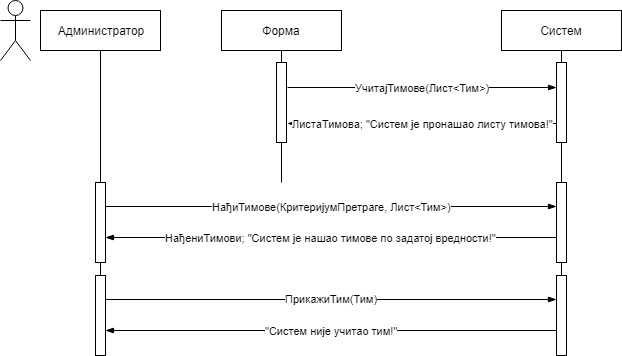 Администратор
Форма
Систем
УчитајТимове(Лист<Тим>)
ЛистаТимова; "Систем је пронашао листу тимова!"
НађиТимове(КритеријумПретраге, Лист<Тим>)
НађениТимови; "Систем је нашао тимове по задатој вредности!"
ПрикажиТим(Тим)
"Систем није учитао тим!"